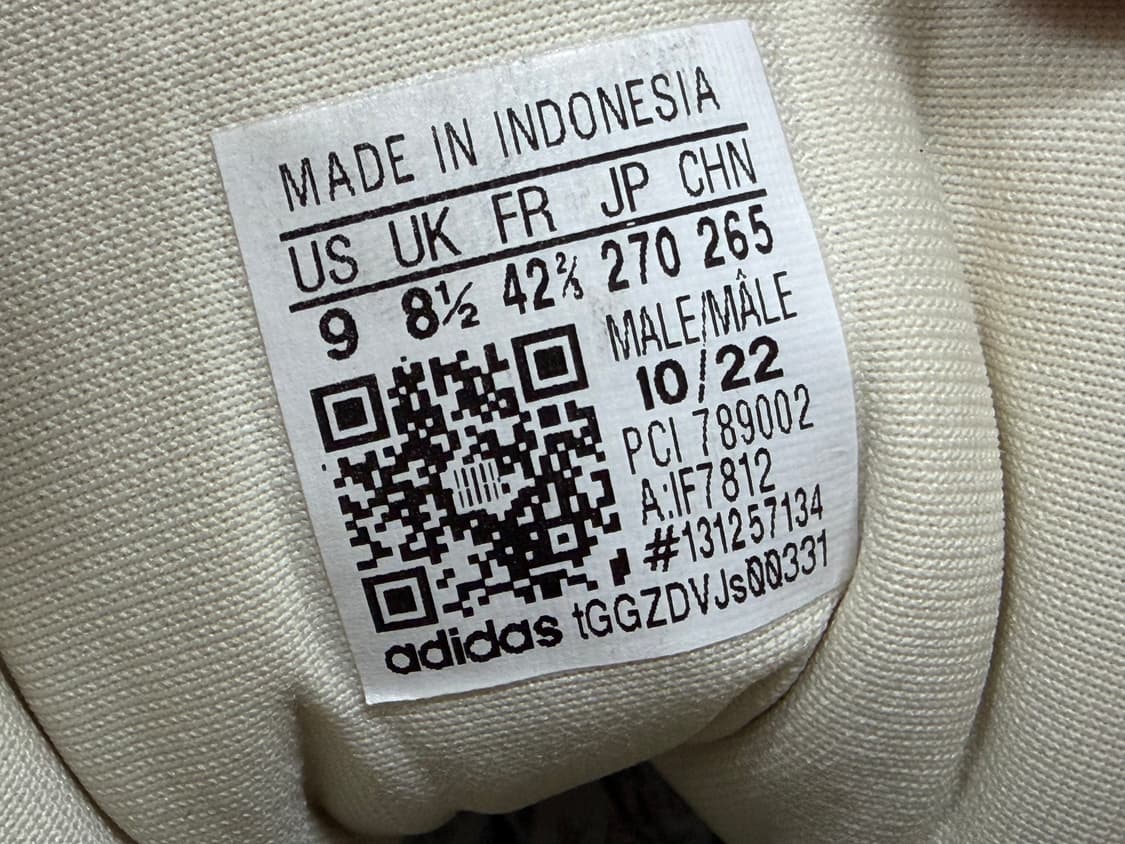 MADE IN INDONESIA
US UK FR JP CHN
9 8½ 42⅔ 270 265
MALE/MÂLE
10/22
PCI 789002
A:IF7812
#131257134
adidas tGGZDVJs00331